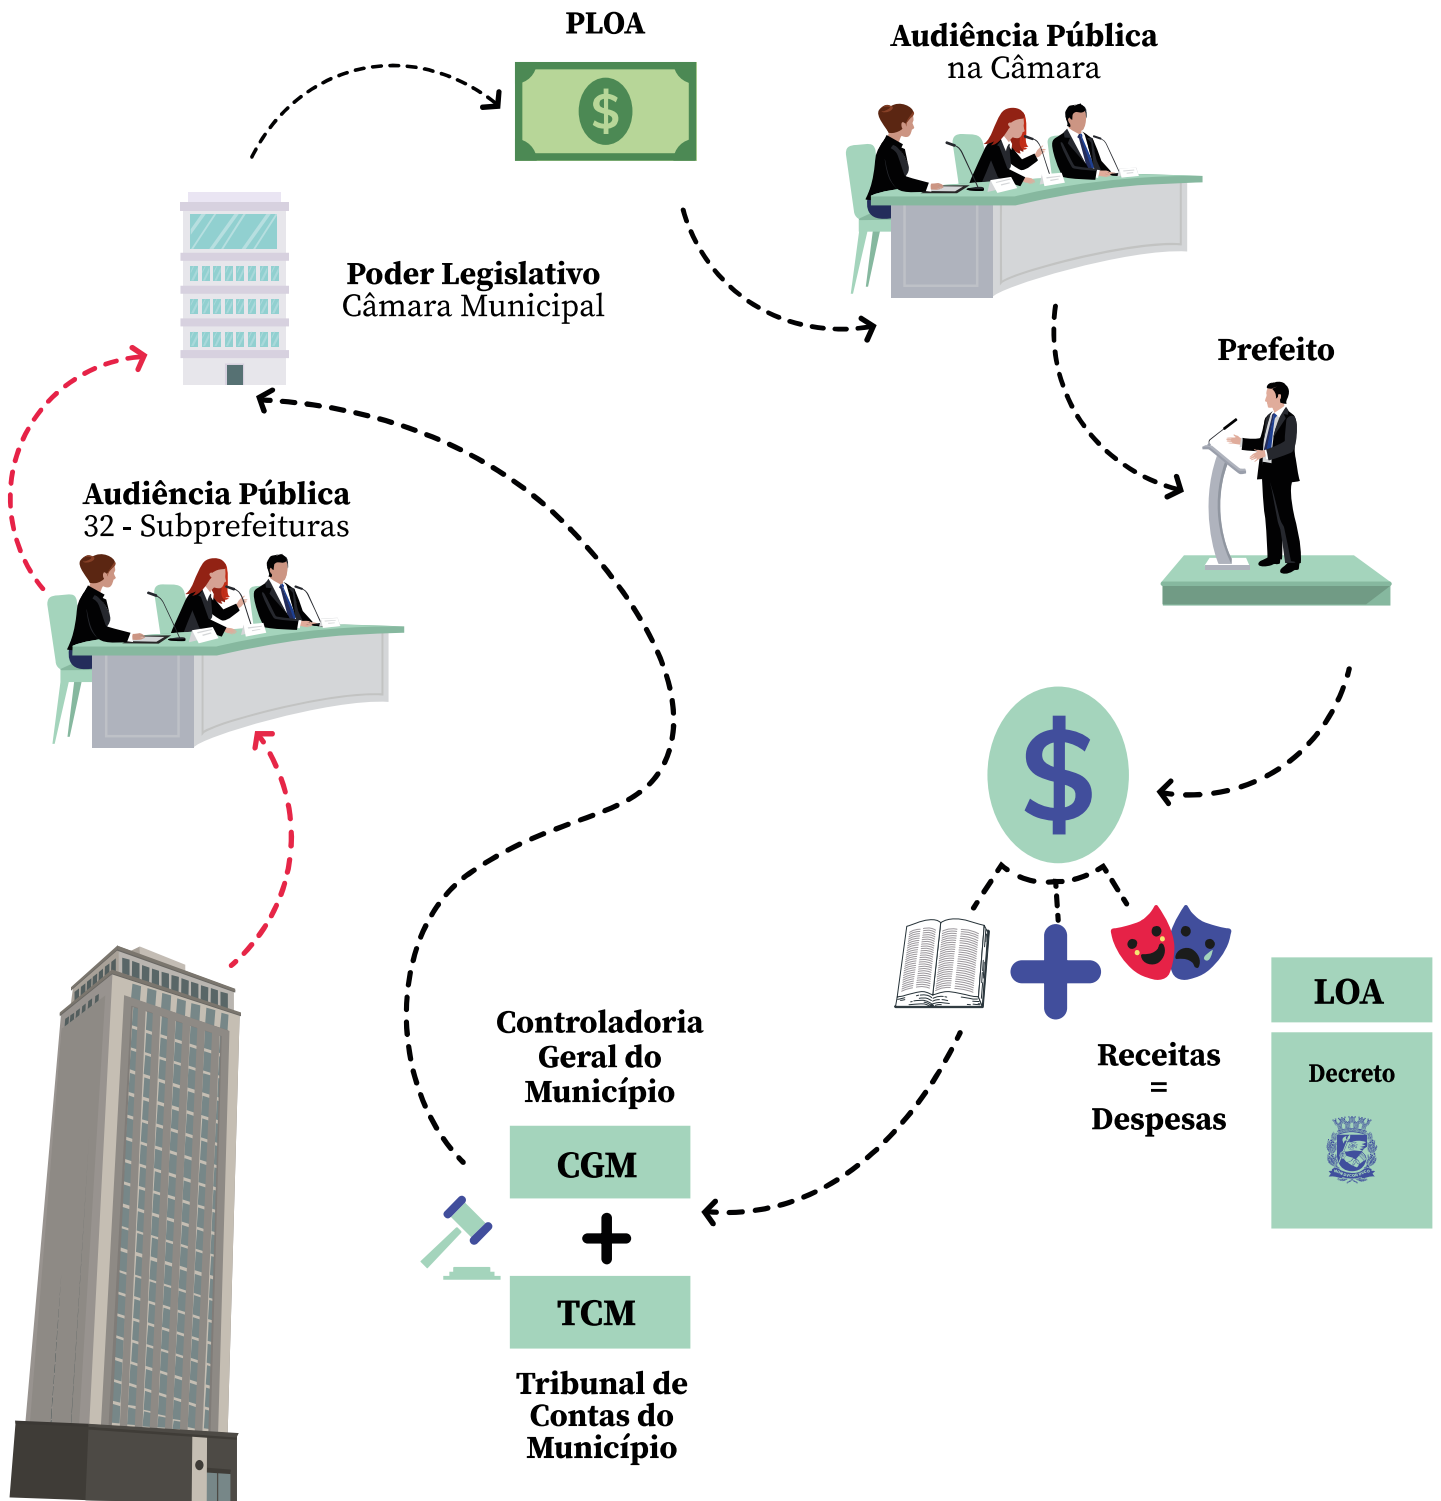 PLOA
Audiência Pública
na Câmara
Poder Legislativo
Câmara Municipal
Prefeito
Audiência Pública
32 - Subprefeituras
$
$
LOA
Decreto
Receitas
=
Despesas
Controladoria
Geral do
Município
CGM
+
TCM
Tribunal de
Contas do
Município